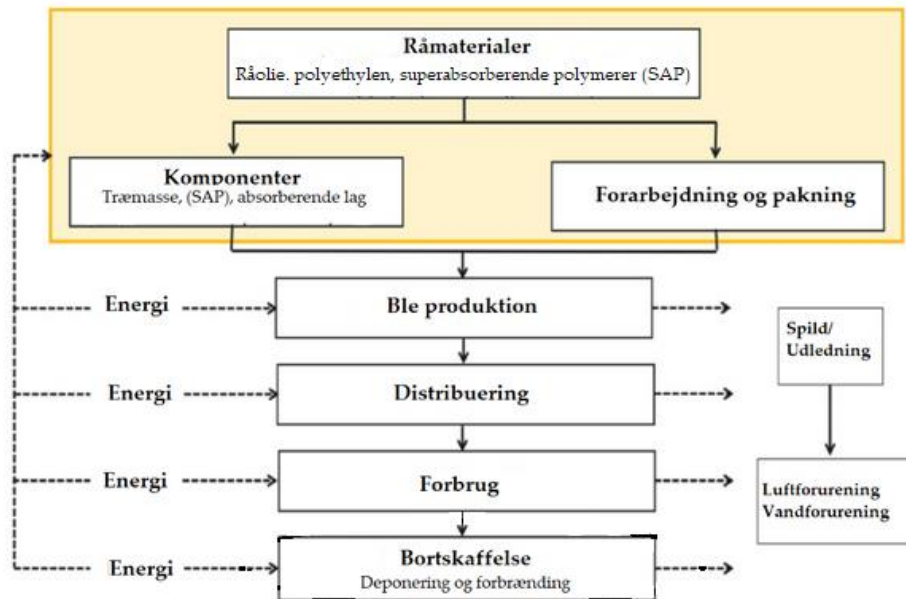 Råmaterialer
Råolie. polyethylen, superabsorberende polymerer (SAP)
Komponenter
Træmasse, (SAP), absorberende lag
Forarbejdning og pakning
Energi
Ble produktion
Spild/
Udledning
Energi
Distribuering
Energi
Forbrug
Luftforurening
Vandforurening
Energi
Bortskaffelse
Deponering og forbrænding